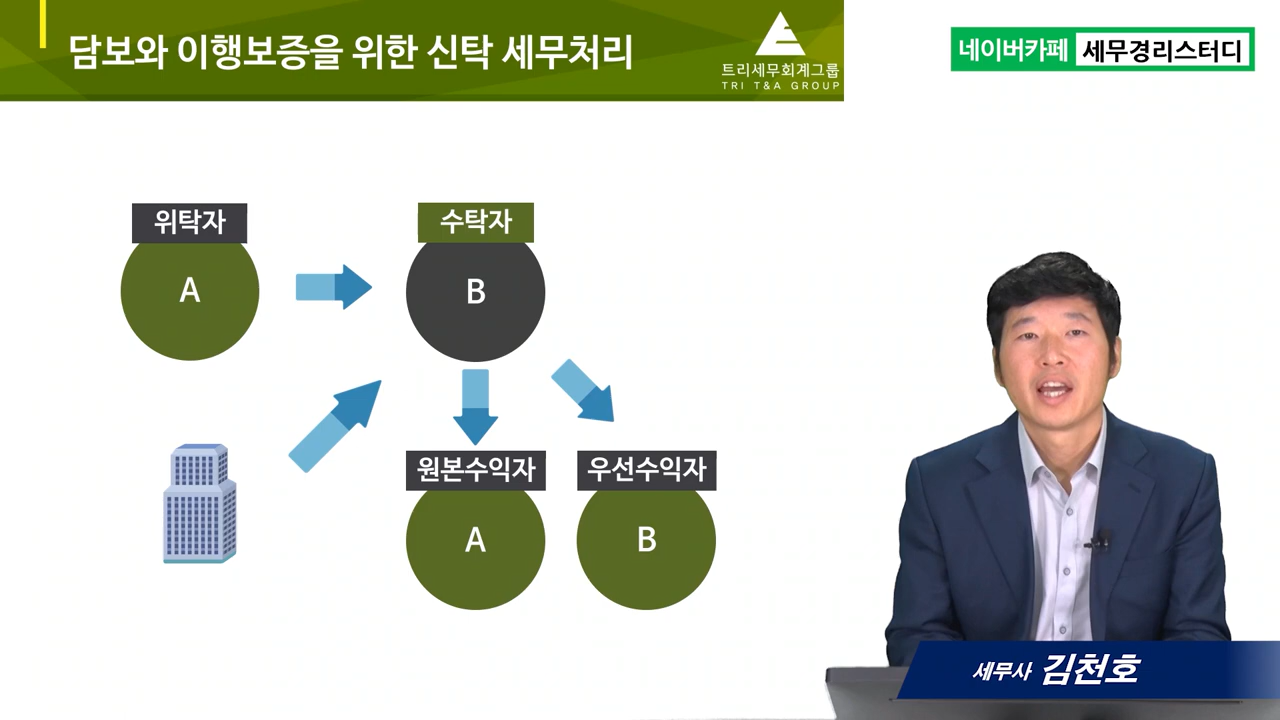 담보와 이행보증을 위한 신탁 세무처리
트리세무회계그룹
TRI T&A GROUP
네이버카페 세무경리스터디
위탁자
수탁자
A
B
원본수익자
우선수익자
A
B
세무사 김천호